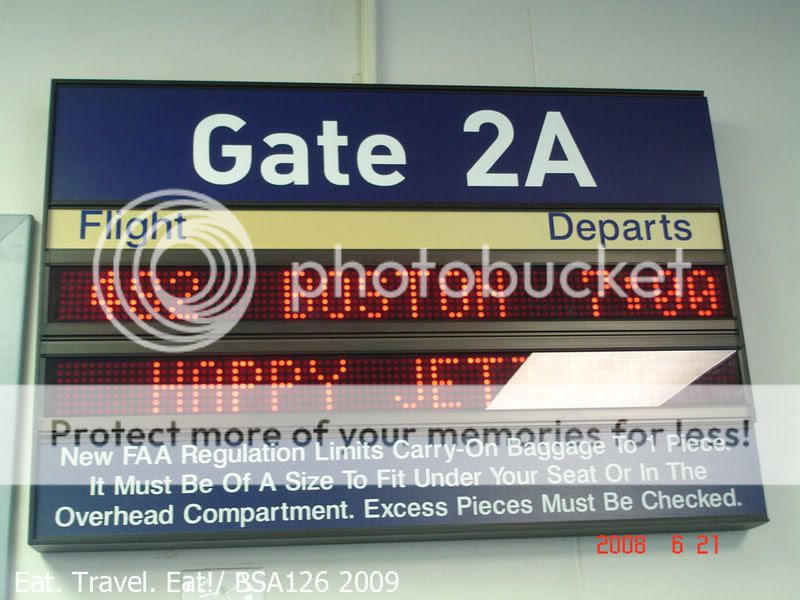 Gate 2A
Flight Departs
402 BOSTON
photobucket
HAPPY
Protect more of your memories for less!
New FAA Regulation Limits Carry-On Baggage To 1 Piece.
It Must Be Of A Size To Fit Under Your Seat Or In The
Overhead Compartment. Excess Pieces Must Be Checked.
2008 6 21
Eat. Travel. Eat!/ BSA126 2009